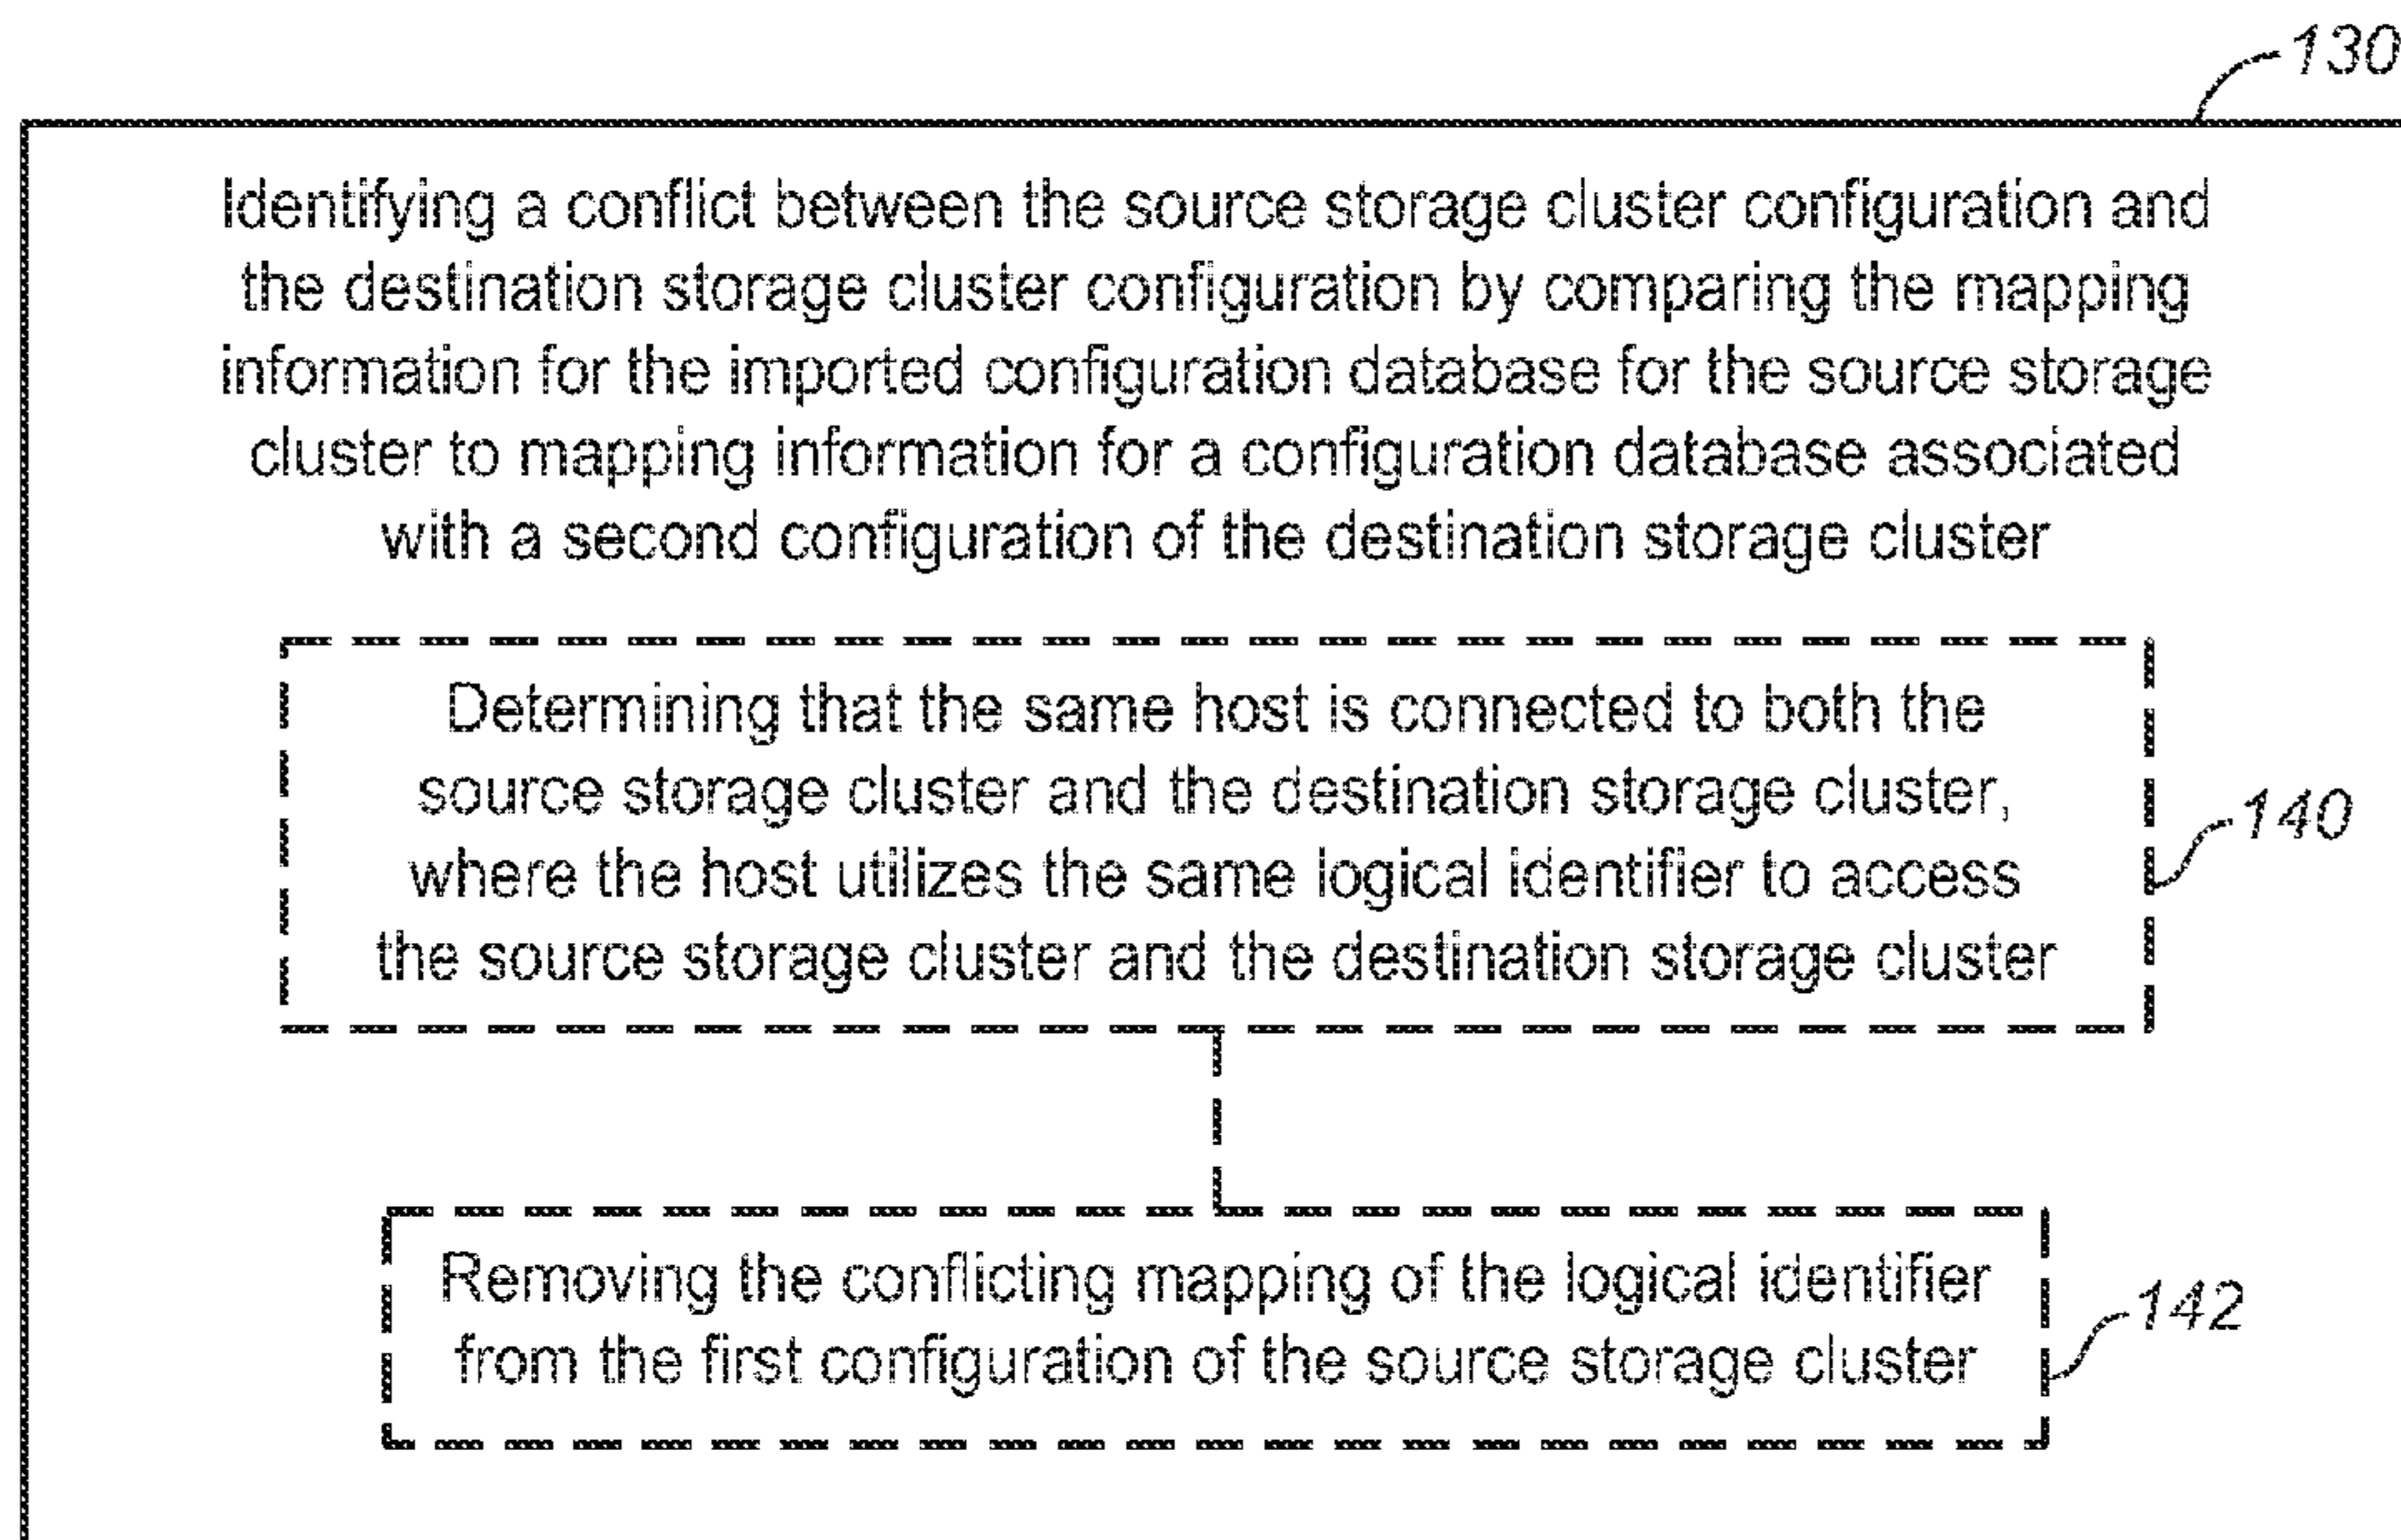 130
Identifying a conflict between the source storage cluster configuration and
the destination storage cluster configuration by comparing the mapping
information for the imported configuration database for the source storage
cluster to mapping information for a configuration database associated
with a second configuration of the destination storage cluster
Determining that the same host is connected to both the
source storage cluster and the destination storage cluster,
where the host utilizes the same logical identifier to access
the source storage cluster and the destination storage cluster
140
Removing the conflicting mapping of the logical identifier
from the first configuration of the source storage cluster
142